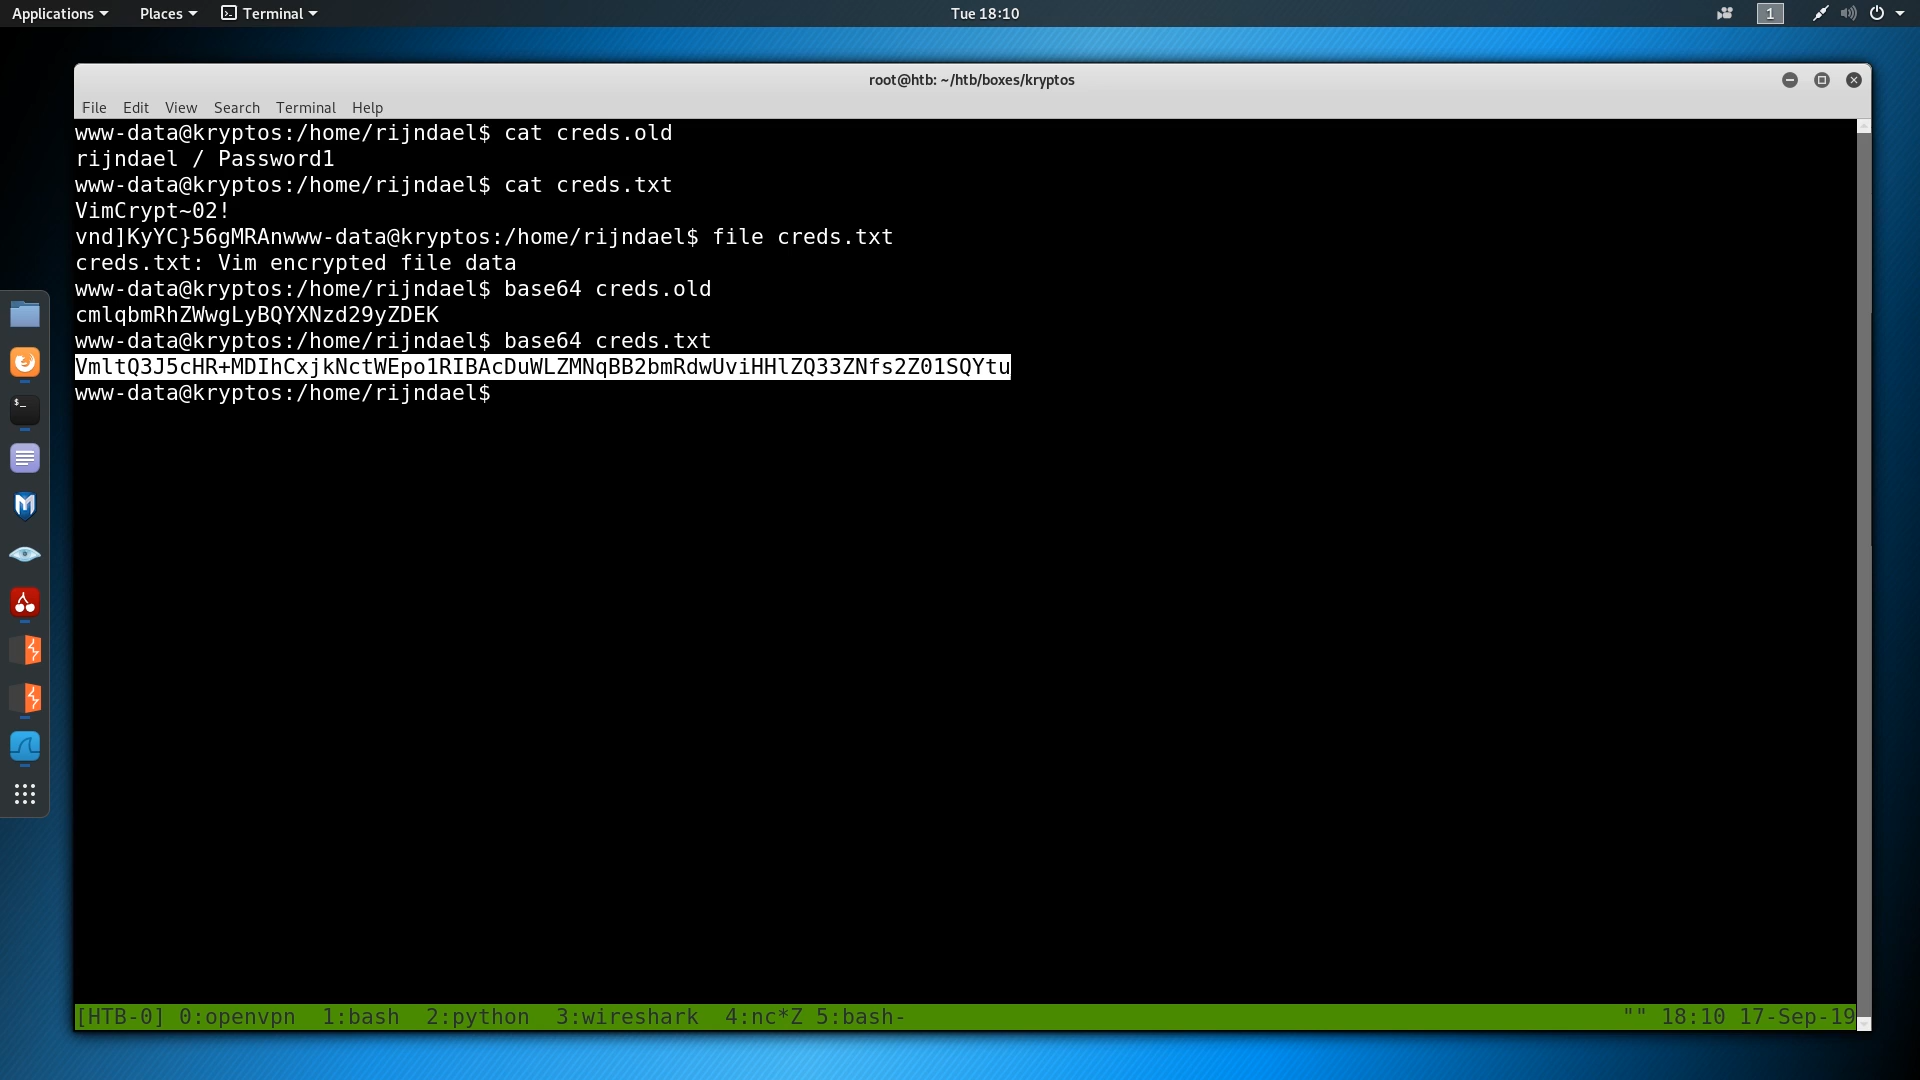 Applications Places Terminal Tue 18:10 1
root@htb: ~/htb/boxes/kryptos
File Edit View Search Terminal Help
www-data@kryptos:/home/rijndael$ cat creds.old
rijndael / Password1
www-data@kryptos:/home/rijndael$ cat creds.txt
VimCrypt~02!
vnd]KyYC}56gMRAnwww-data@kryptos:/home/rijndael$ file creds.txt
creds.txt: Vim encrypted file data
www-data@kryptos:/home/rijndael$ base64 creds.old
cmlqbmRhZWwgLyBQYXNzd29yZDEK
www-data@kryptos:/home/rijndael$ base64 creds.txt
VmltQ3J5cHR+MDIhCxjkNctWEpo1RIBAcDuWLZMNqBB2bmRdwUviHHlZQ33ZNfs2Z01SQYtu
www-data@kryptos:/home/rijndael$
[HTB-0] 0:openvpn 1:bash 2:python 3:wireshark 4:nc*Z 5:bash- "" 18:10 17-Sep-19